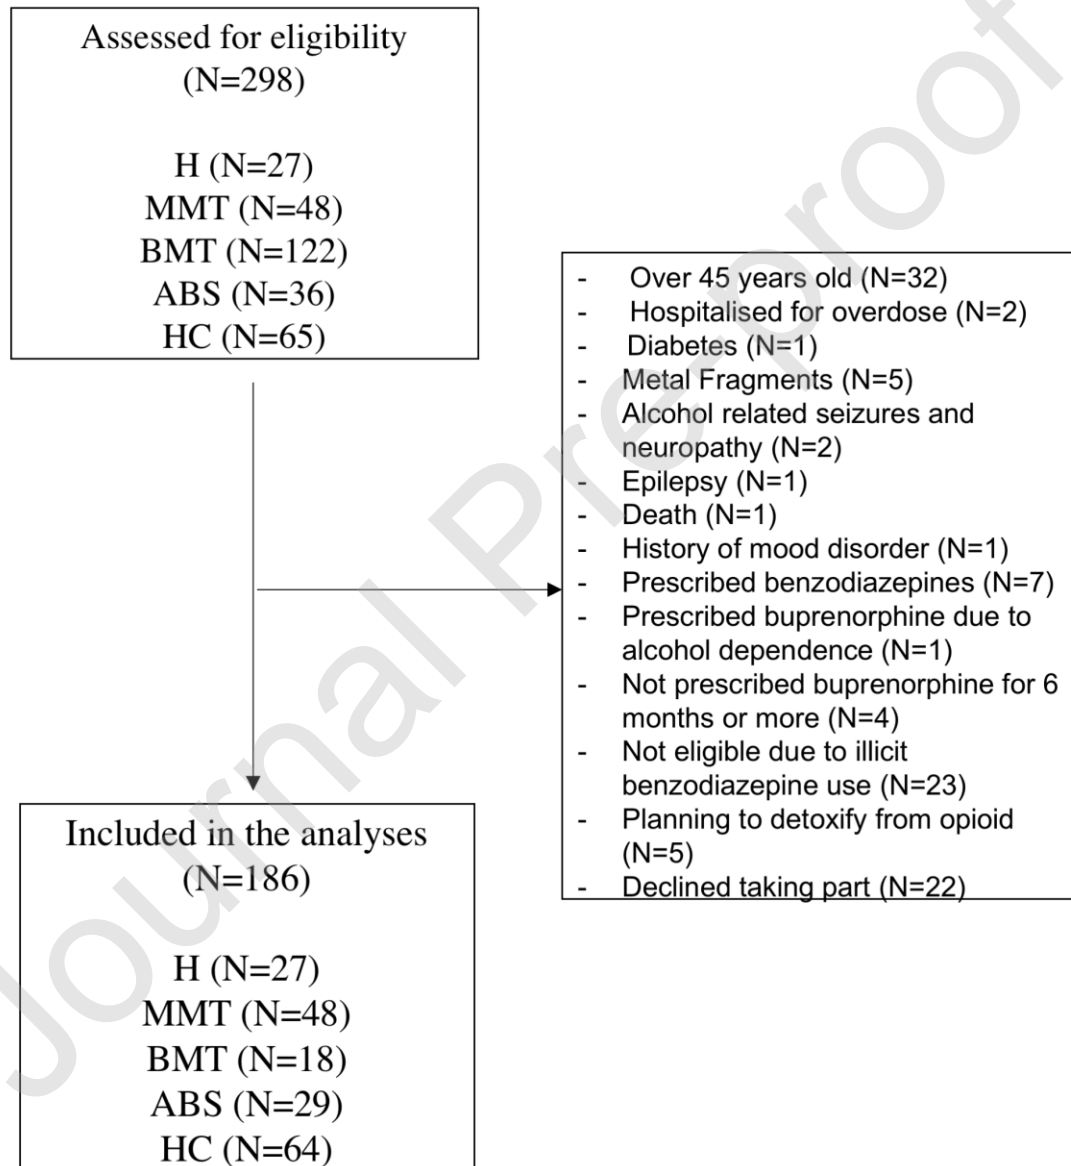 Assessed for eligibility
(N=298)
H (N=27)
MMT (N=48)
BMT (N=122)
ABS (N=36)
HC (N=65)
- Over 45 years old (N=32)
- Hospitalised for overdose (N=2)
- Diabetes (N=1)
- Metal Fragments (N=5)
- Alcohol related seizures and
neuropathy (N=2)
- Epilepsy (N=1)
- Death (N=1)
- History of mood disorder (N=1)
- Prescribed benzodiazepines (N=7)
- Prescribed buprenorphine due to
alcohol dependence (N=1)
- Not prescribed buprenorphine for 6
months or more (N=4)
- Not eligible due to illicit
benzodiazepine use (N=23)
- Planning to detoxify from opioid
(N=5)
- Declined taking part (N=22)
Included in the analyses
(N=186)
H (N=27)
MMT (N=48)
BMT (N=18)
ABS (N=29)
HC (N=64)
Journal Pre-proof